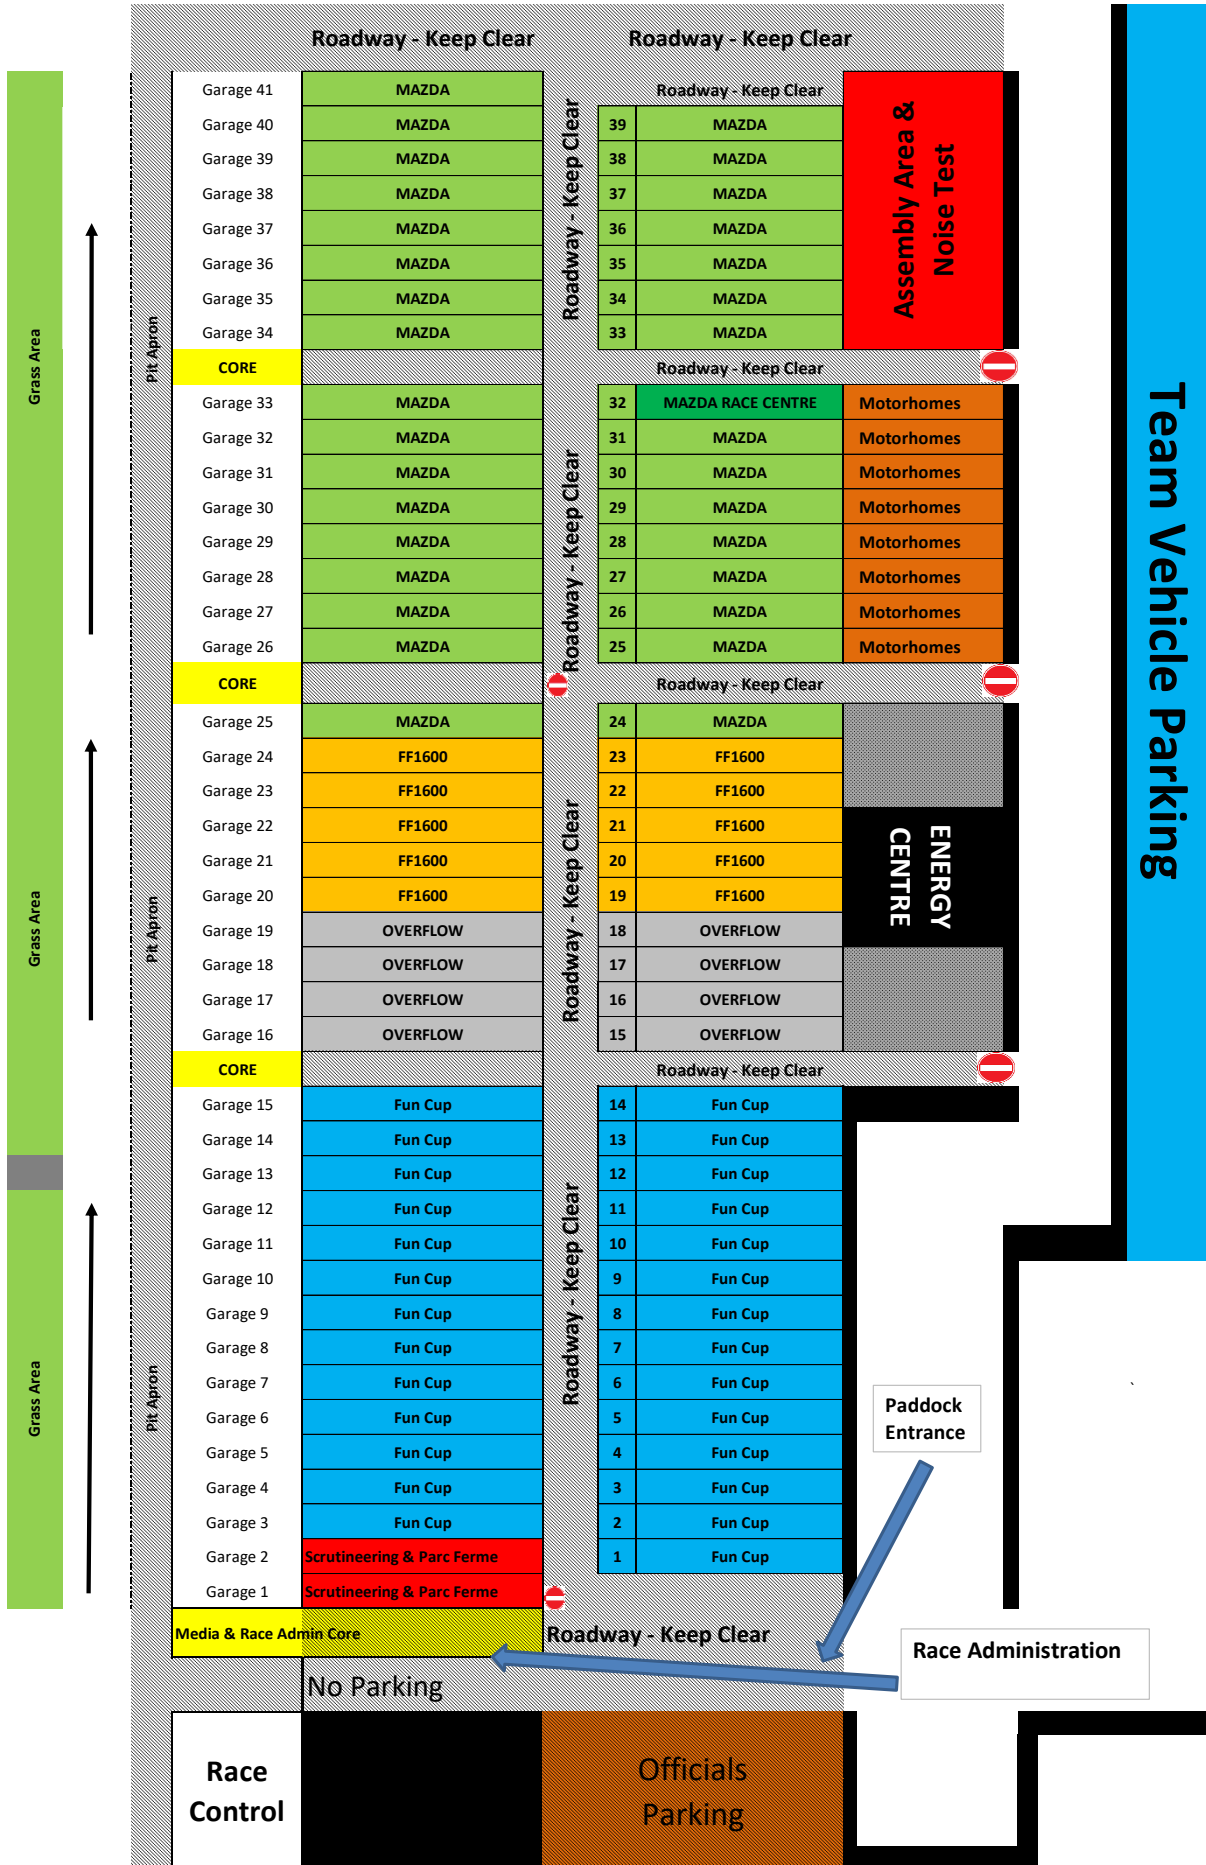 Roadway - Keep Clear Roadway - Keep Clear
Garage 41 MAZDA Roadway - Keep Clear
Garage 40 MAZDA 39 MAZDA
Garage 39 MAZDA 38 MAZDA
Garage 38 MAZDA 37 MAZDA
Garage 37 MAZDA 36 MAZDA
Garage 36 MAZDA 35 MAZDA
Garage 35 MAZDA 34 MAZDA
Garage 34 MAZDA 33 MAZDA
Grass Area
Pit Apron
Roadway - Keep Clear
Assembly Area &
Noise Test
CORE Roadway - Keep Clear
Garage 33 MAZDA 32 MAZDA RACE CENTRE Motorhomes
Garage 32 MAZDA 31 MAZDA Motorhomes
Garage 31 MAZDA 30 MAZDA Motorhomes
Garage 30 MAZDA 29 MAZDA Motorhomes
Garage 29 MAZDA 28 MAZDA Motorhomes
Garage 28 MAZDA 27 MAZDA Motorhomes
Garage 27 MAZDA 26 MAZDA Motorhomes
Garage 26 MAZDA 25 MAZDA Motorhomes
Roadway - Keep Clear
Team Vehicle Parking
CORE Roadway - Keep Clear
Garage 25 MAZDA 24 MAZDA
Garage 24 FF1600 23 FF1600
Garage 23 FF1600 22 FF1600
Garage 22 FF1600 21 FF1600
Garage 21 FF1600 20 FF1600
Garage 20 FF1600 19 FF1600
Garage 19 OVERFLOW 18 OVERFLOW
Garage 18 OVERFLOW 17 OVERFLOW
Garage 17 OVERFLOW 16 OVERFLOW
Garage 16 OVERFLOW 15 OVERFLOW
Grass Area
Pit Apron
Roadway - Keep Clear
ENERGY
CENTRE
CORE Roadway - Keep Clear
Garage 15 Fun Cup 14 Fun Cup
Garage 14 Fun Cup 13 Fun Cup
Garage 13 Fun Cup 12 Fun Cup
Garage 12 Fun Cup 11 Fun Cup
Garage 11 Fun Cup 10 Fun Cup
Garage 10 Fun Cup 9 Fun Cup
Garage 9 Fun Cup 8 Fun Cup
Garage 8 Fun Cup 7 Fun Cup
Garage 7 Fun Cup 6 Fun Cup
Garage 6 Fun Cup 5 Fun Cup
Garage 5 Fun Cup 4 Fun Cup
Garage 4 Fun Cup 3 Fun Cup
Garage 3 Fun Cup 2 Fun Cup
Garage 2 Scrutineering & Parc Ferme 1 Fun Cup
Garage 1 Scrutineering & Parc Ferme
Grass Area
Pit Apron
Roadway - Keep Clear
`
Paddock
Entrance
Media & Race Admin Core Roadway - Keep Clear
Race Administration
No Parking
Race
Control
Officials
Parking